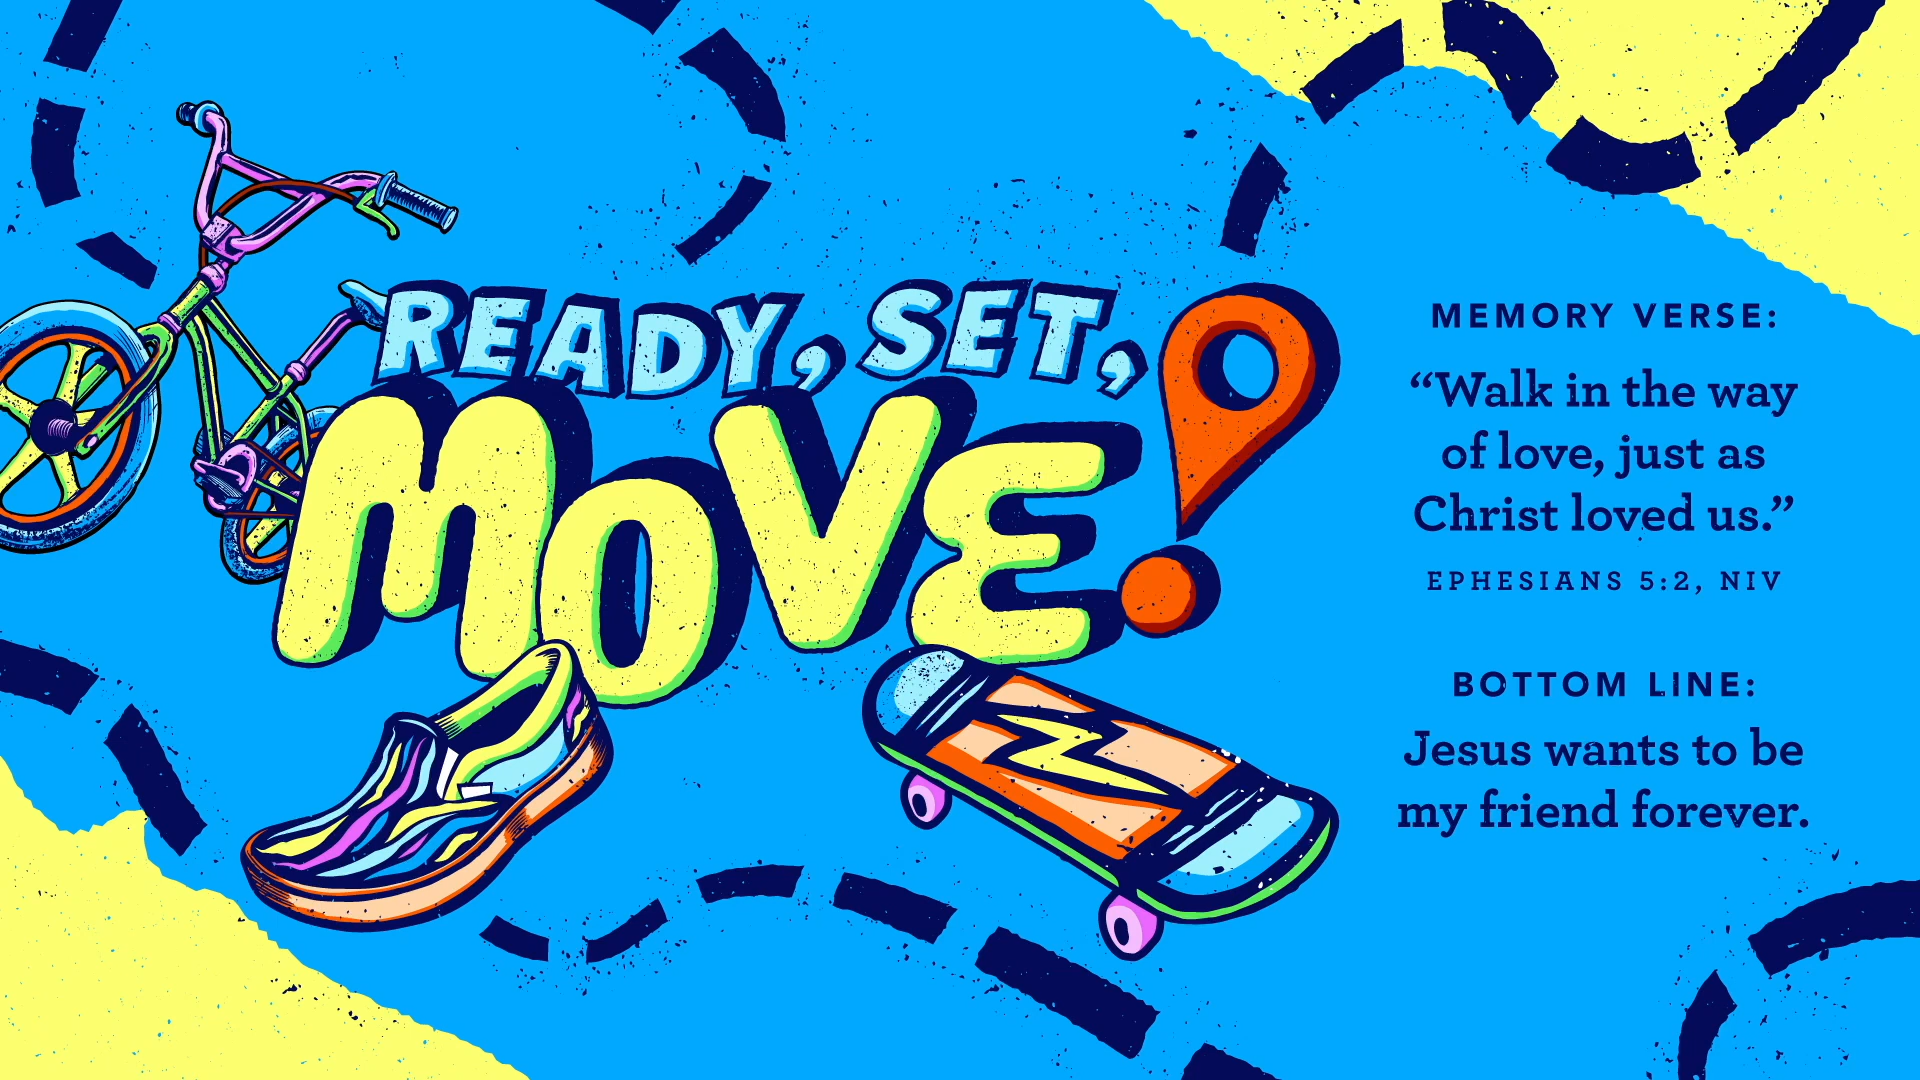 READY, SET,
MOVE!
MEMORY VERSE:
“Walk in the way
of love, just as
Christ loved us.”
EPHESIANS 5:2, NIV
BOTTOM LINE:
Jesus wants to be
my friend forever.